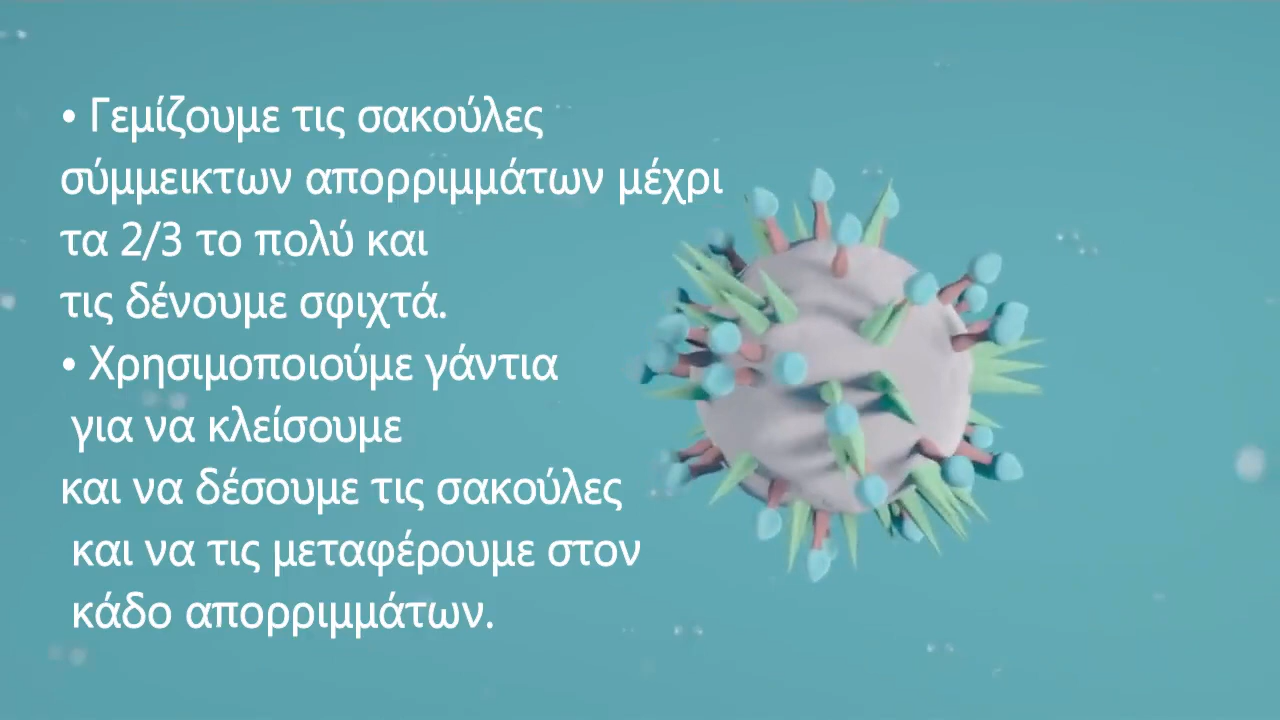 • Γεμίζουμε τις σακούλες
σύμμεικτων απορριμμάτων μέχρι
τα 2/3 το πολύ και
τις δένουμε σφιχτά.
• Χρησιμοποιούμε γάντια
για να κλείσουμε
και να δέσουμε τις σακούλες
και να τις μεταφέρουμε στον
κάδο απορριμμάτων.